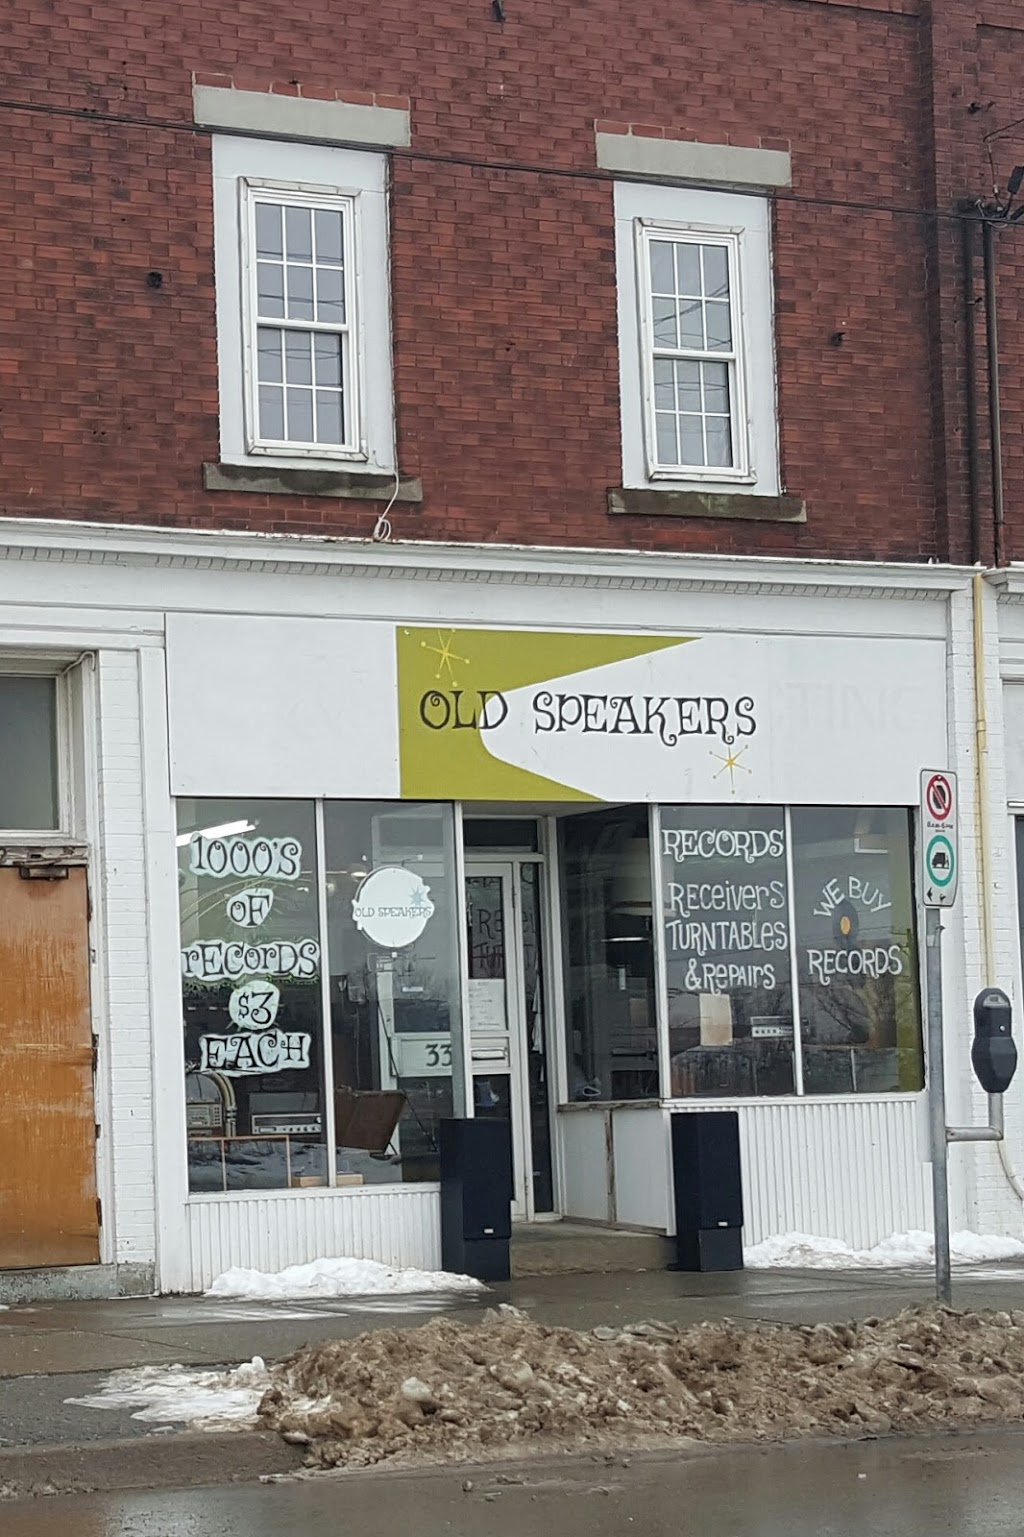 OLD SPEAKERS
1000'S
OF
RECORDS
$3
EACH
OLD SPEAKERS
33
RECORDS
RECEIVERS
TURNTABLES
& REPAIRS
WE BUY
RECORDS